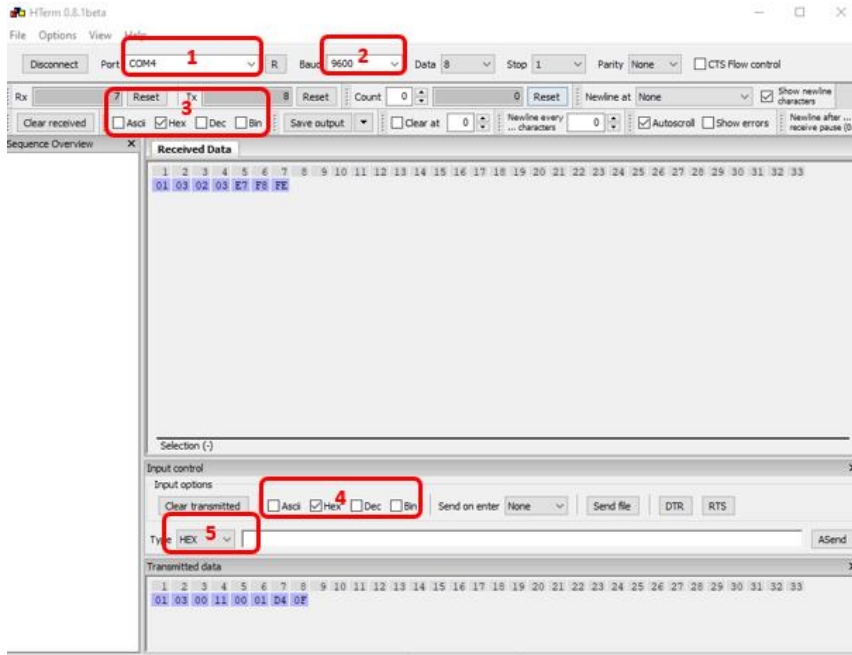 HTerm 0.8.1beta
File Options View Help
Disconnect Port COM4 1 R Baud 9600 2 Data 8 Stop 1 Parity None CTS Flow control
Rx 7 Reset Tx 8 Reset Count 0 0 Reset Newline at None Show newline characters
3
Clear received Ascii Hex Dec Bin Save output Clear at 0 Newline every ... characters 0 Autoscroll Show errors Newline after ... receive pause (0
Sequence Overview X Received Data
1 2 3 4 5 6 7 8 9 10 11 12 13 14 15 16 17 18 19 20 21 22 23 24 25 26 27 28 29 30 31 32 33
01 03 02 03 E7 F8 FE
Selection (-)
Input control
Input options
Clear transmitted Ascii Hex 4 Dec Bin Send on enter None Send file DTR RTS
Type HEX 5 ASend
Transmitted data
1 2 3 4 5 6 7 8 9 10 11 12 13 14 15 16 17 18 19 20 21 22 23 24 25 26 27 28 29 30 31 32 33
01 03 00 11 00 01 D4 0F